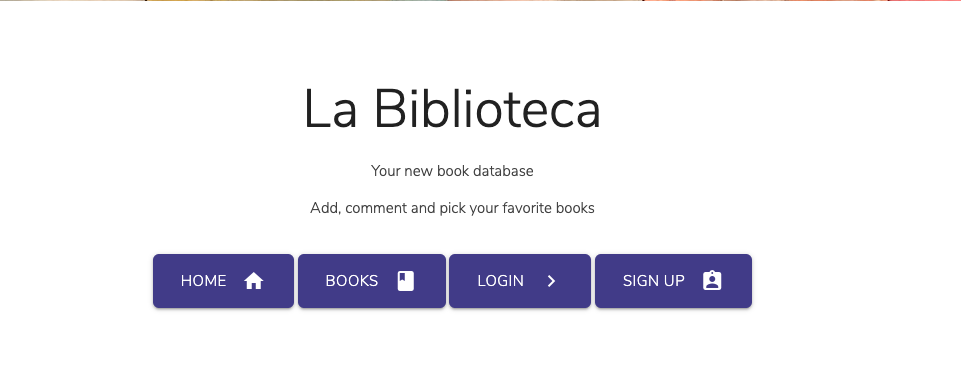 La Biblioteca
Your new book database
Add, comment and pick your favorite books
HOME BOOKS LOGIN SIGN UP